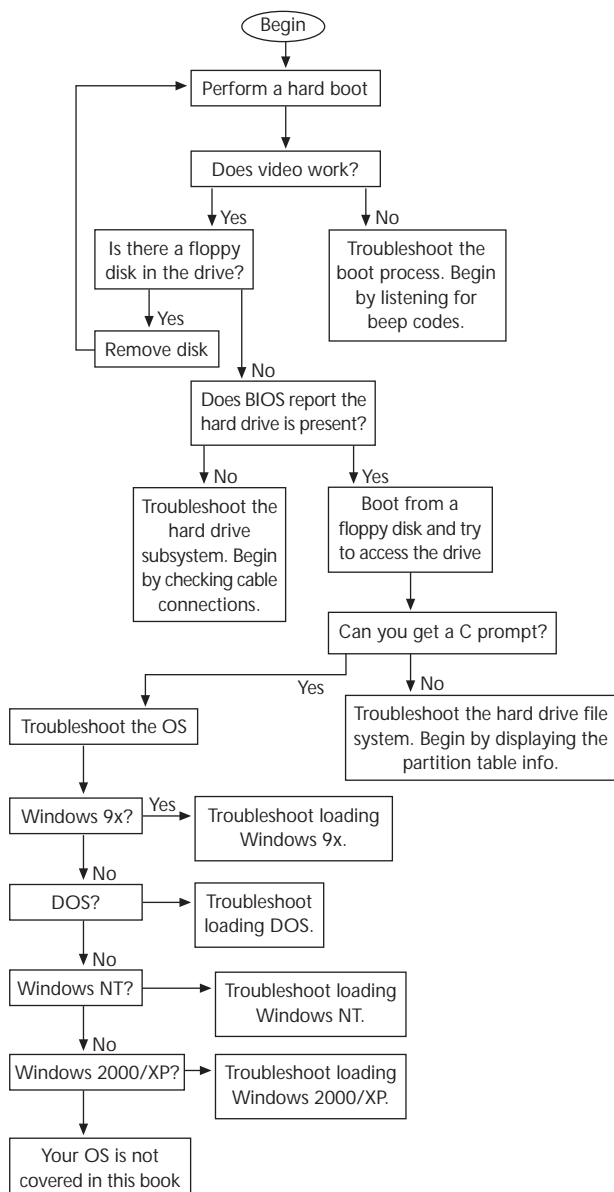 Begin
Perform a hard boot
Does video work?
Yes
No
Is there a floppy
disk in the drive?
Troubleshoot the
boot process. Begin
by listening for
beep codes.
Yes
Remove disk
No
Does BIOS report the
hard drive is present?
No
Yes
Troubleshoot the
hard drive
subsystem. Begin
by checking cable
connections.
Boot from a
floppy disk and try
to access the drive
Can you get a C prompt?
Yes
No
Troubleshoot the OS
Troubleshoot the hard drive file
system. Begin by displaying the
partition table info.
Windows 9x?
Yes
Troubleshoot loading
Windows 9x.
No
DOS?
Troubleshoot
loading DOS.
No
Windows NT?
Troubleshoot loading
Windows NT.
No
Windows 2000/XP?
Troubleshoot loading
Windows 2000/XP.
Your OS is not
covered in this book